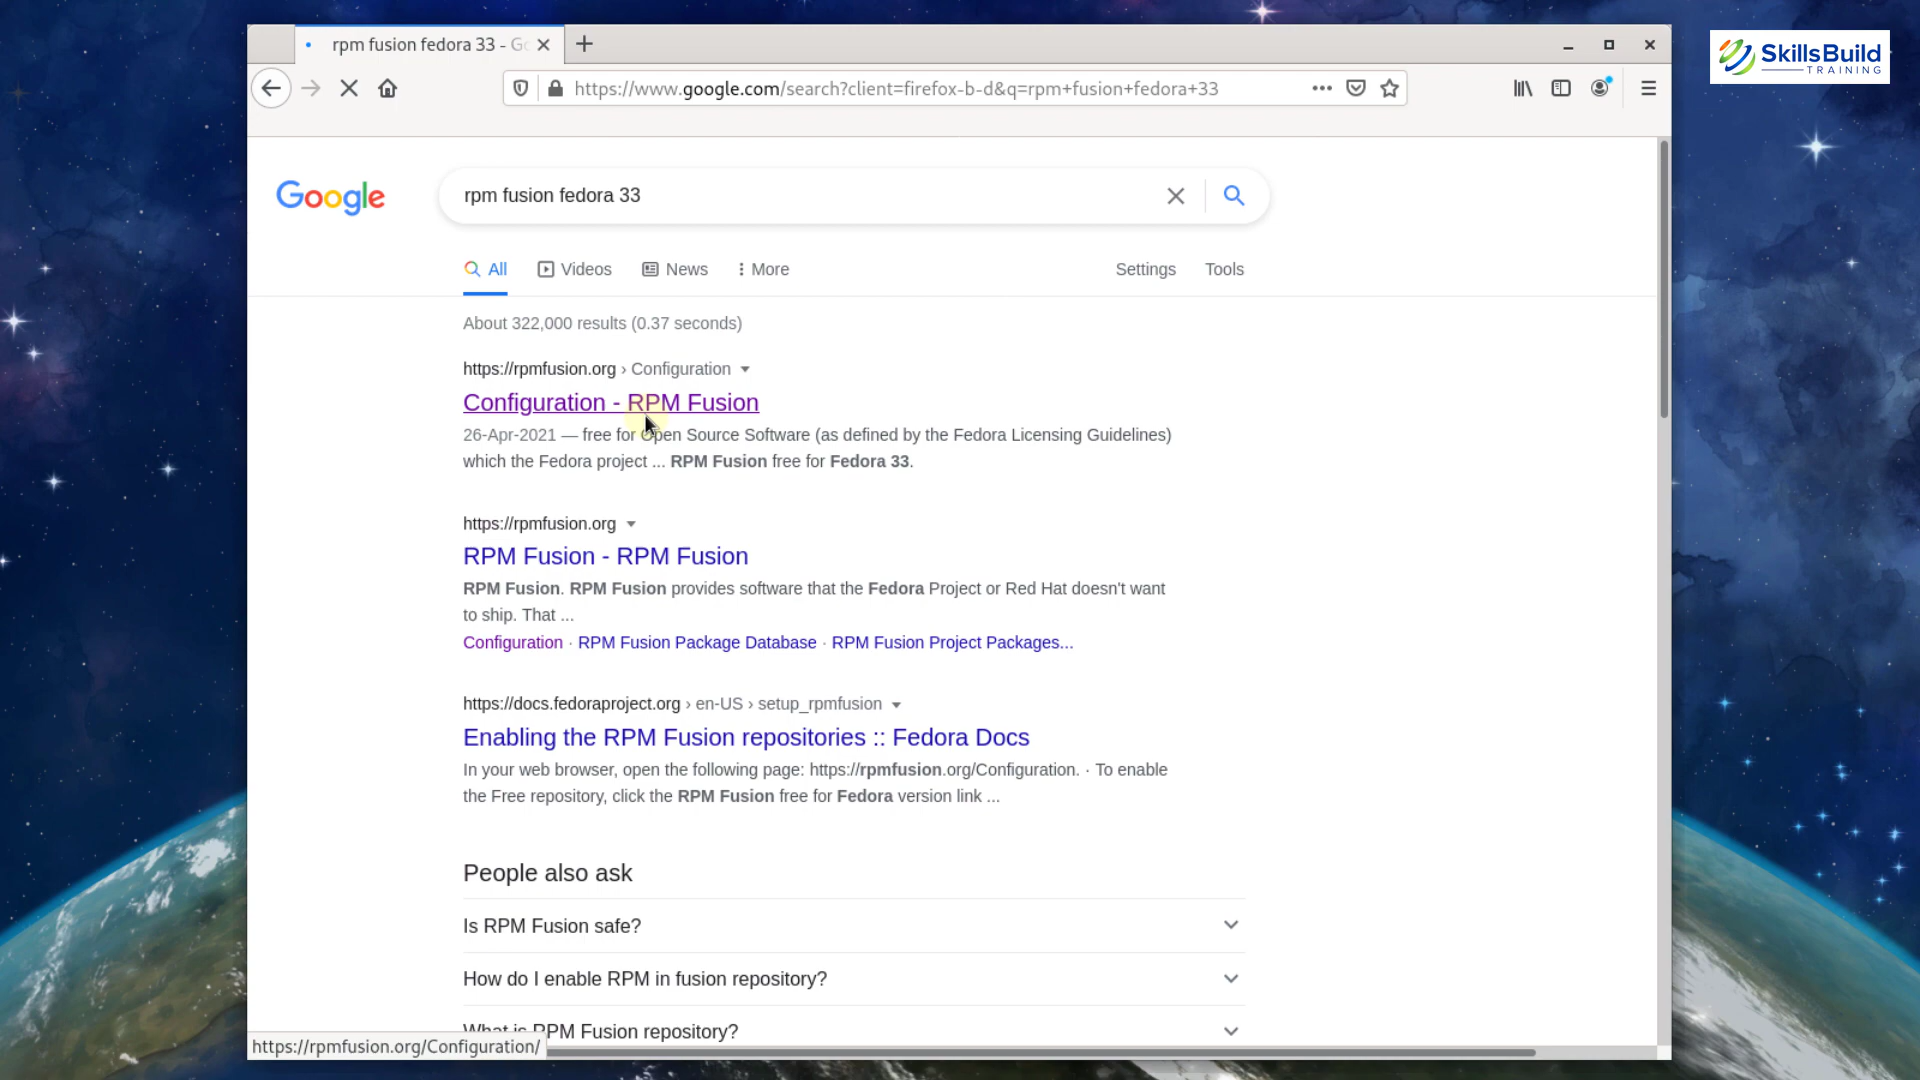 rpm fusion fedora 33 - Go
SkillsBuild
TRAINING
https://www.google.com/search?client=firefox-b-d&q=rpm+fusion+fedora+33
Google
rpm fusion fedora 33
All Videos News More Settings Tools
About 322,000 results (0.37 seconds)
https://rpmfusion.org › Configuration
Configuration - RPM Fusion
26-Apr-2021 — free for Open Source Software (as defined by the Fedora Licensing Guidelines)
which the Fedora project ... RPM Fusion free for Fedora 33.
https://rpmfusion.org
RPM Fusion - RPM Fusion
RPM Fusion. RPM Fusion provides software that the Fedora Project or Red Hat doesn't want
to ship. That ...
Configuration · RPM Fusion Package Database · RPM Fusion Project Packages...
https://docs.fedoraproject.org › en-US › setup_rpmfusion
Enabling the RPM Fusion repositories :: Fedora Docs
In your web browser, open the following page: https://rpmfusion.org/Configuration. · To enable
the Free repository, click the RPM Fusion free for Fedora version link ...
People also ask
Is RPM Fusion safe?
How do I enable RPM in fusion repository?
What is RPM Fusion repository?
https://rpmfusion.org/Configuration/